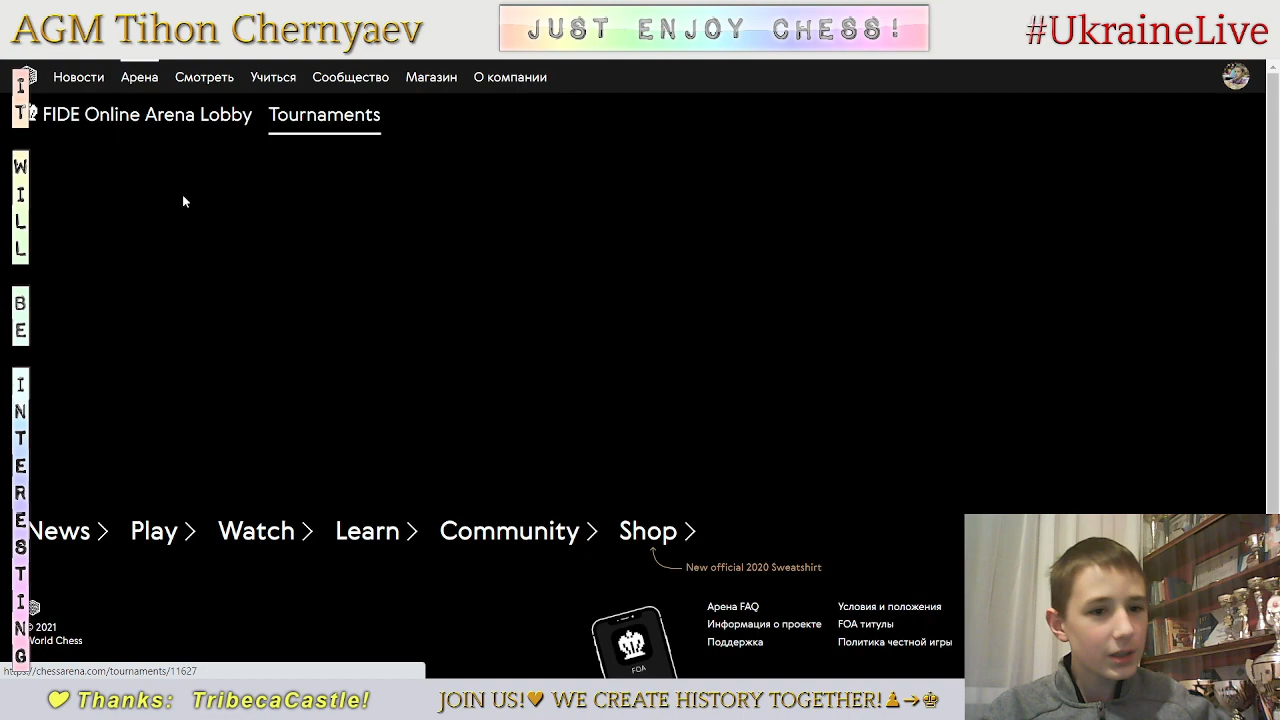 AGM Tihon Chernyaev
JUST ENJOY CHESS!
#UkraineLive
Новости Арена Смотреть Учиться Сообщество Магазин О компании
FIDE Online Arena Lobby Tournaments
IT WILL BE INTERESTING
News Play Watch Learn Community Shop
New official 2020 Sweatshirt
Арена FAQ Условия и положения
© 2021 Информация о проекте FOA титулы
World Chess Поддержка Политика честной игры
FOA
https://chessarena.com/tournaments/11627
Thanks: TribecaCastle!
JOIN US! WE CREATE HISTORY TOGETHER!